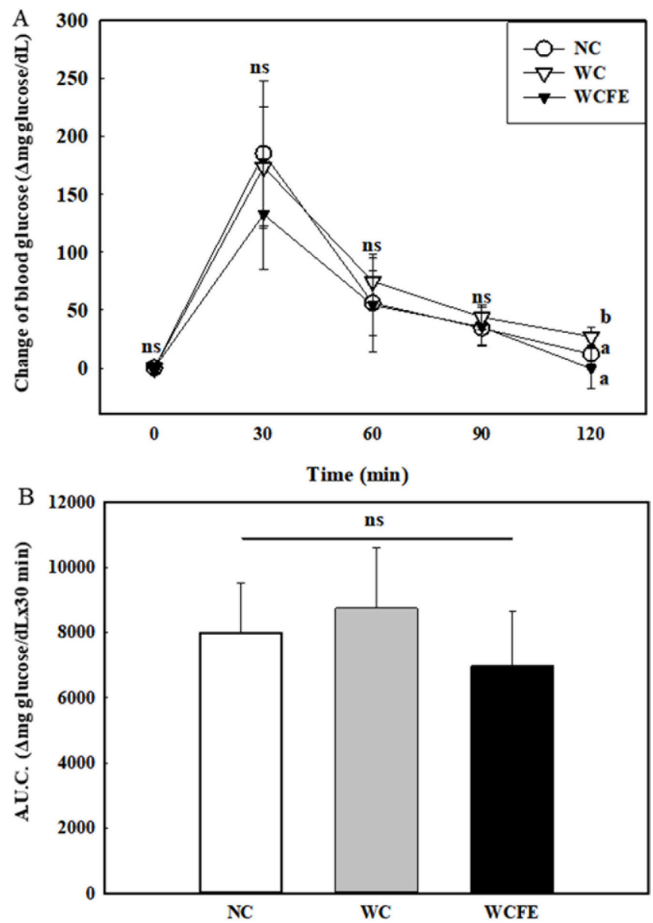 A
Change of blood glucose (Δmg glucose/dL)
300
250
200
150
100
50
0
NC
WC
WCFE
ns
ns
ns
ns
b
a
a
0 30 60 90 120
Time (min)
B
A.U.C. (Δmg glucose/dLx30 min)
12000
10000
8000
6000
4000
2000
0
ns
NC WC WCFE